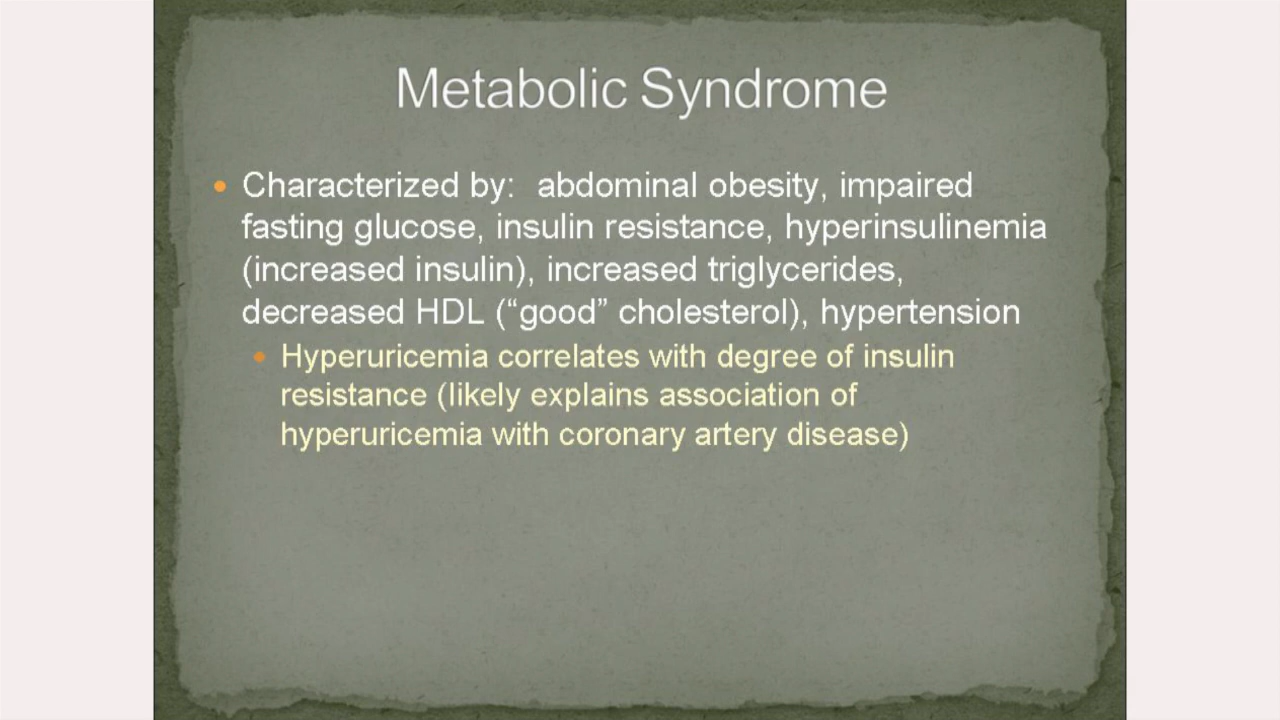 Metabolic Syndrome
Characterized by:  abdominal obesity, impaired
fasting glucose, insulin resistance, hyperinsulinemia
(increased insulin), increased triglycerides,
decreased HDL (“good” cholesterol), hypertension
Hyperuricemia correlates with degree of insulin
resistance (likely explains association of
hyperuricemia with coronary artery disease)